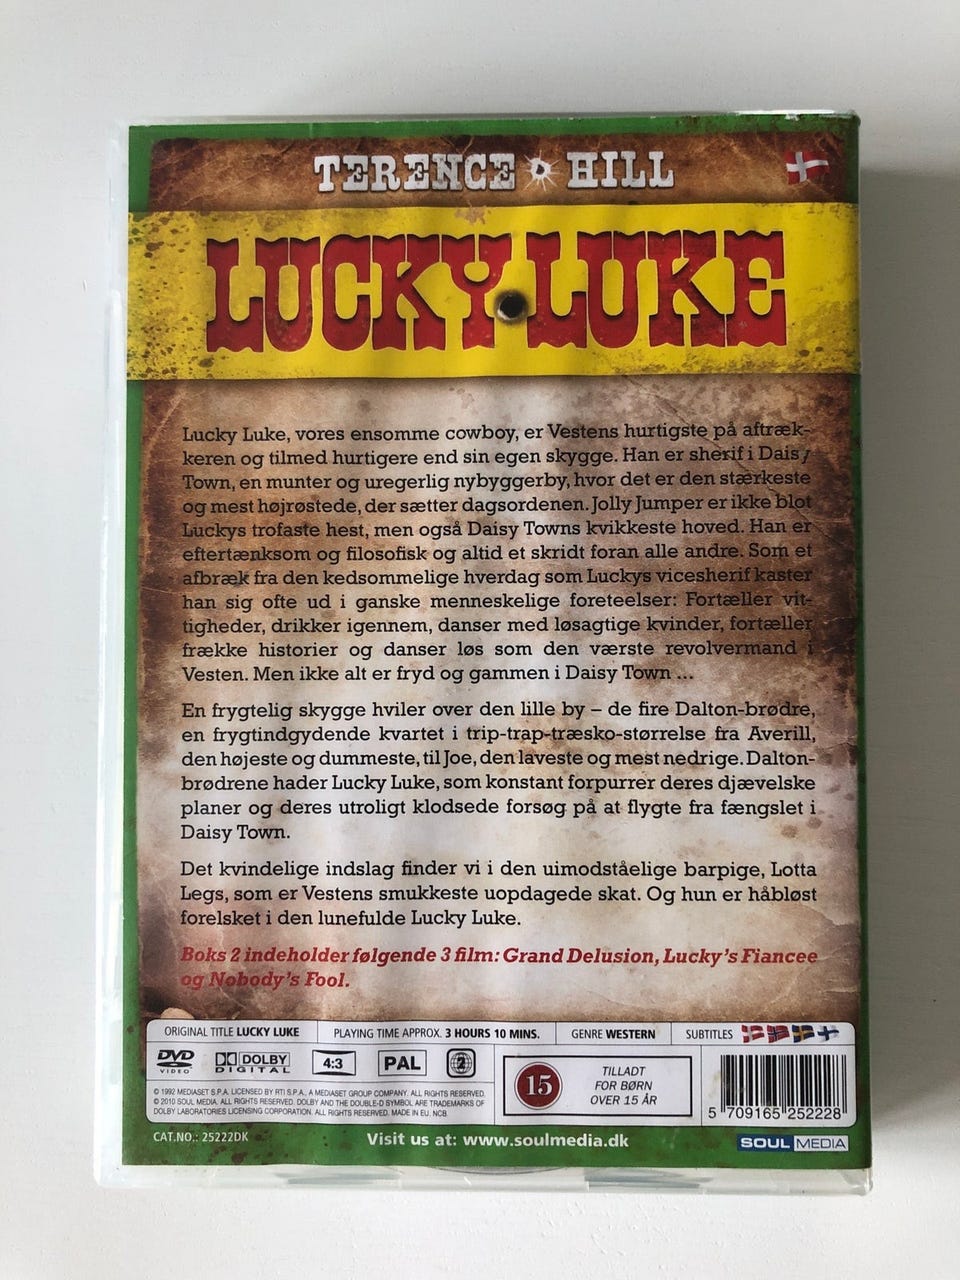 TERENCE HILL
LUCKY LUKE
Lucky Luke, vores ensomme cowboy, er Vestens hurtigste på aftræk-
keren og tilmed hurtigere end sin egen skygge. Han er sherif i Daisy
Town, en munter og uregerlig nybyggerby, hvor det er den stærkeste
og mest højrøstede, der sætter dagsordenen. Jolly Jumper er ikke blot
Luckys trofaste hest, men også Daisy Towns kvikkeste hoved. Han er
eftertænksom og filosofisk og altid et skridt foran alle andre. Som et
afbræk fra den kedsommelige hverdag som Luckys vicesherif kaster
han sig ofte ud i ganske menneskelige foreteelser: Fortæller vit-
tigheder, drikker igennem, danser med løsagtige kvinder, fortæller
frække historier og danser løs som den værste revolvermand i
Vesten. Men ikke alt er fryd og gammen i Daisy Town ...
En frygtelig skygge hviler over den lille by – de fire Dalton-brødre,
en frygtindgydende kvartet i trip-trap-træsko-størrelse fra Averill,
den højeste og dummeste, til Joe, den laveste og mest nedrige. Dalton-
brødrene hader Lucky Luke, som konstant forpurrer deres djævelske
planer og deres utroligt klodsede forsøg på at flygte fra fængslet i
Daisy Town.
Det kvindelige indslag finder vi i den uimodståelige barpige, Lotta
Legs, som er Vestens smukkeste uopdagede skat. Og hun er håbløst
forelsket i den lunefulde Lucky Luke.
Boks 2 indeholder følgende 3 film: Grand Delusion, Lucky's Fiancee
og Nobody's Fool.
ORIGINAL TITLE LUCKY LUKE PLAYING TIME APPROX. 3 HOURS 10 MINS. GENRE WESTERN SUBTITLES
DVD VIDEO DOLBY DIGITAL 4:3 PAL 2
© 1992 MEDIASET S.P.A. LICENSED BY RTI S.P.A., A MEDIASET GROUP COMPANY. ALL RIGHTS RESERVED.
© 2010 SOUL MEDIA. ALL RIGHTS RESERVED. DOLBY AND THE DOUBLE-D SYMBOL ARE TRADEMARKS OF
DOLBY LABORATORIES LICENSING CORPORATION. ALL RIGHTS RESERVED. MADE IN EU. NCB.
15
TILLADT
FOR BØRN
OVER 15 ÅR
5 709165 252228
CAT.NO.: 25222DK
Visit us at: www.soulmedia.dk
SOUL MEDIA